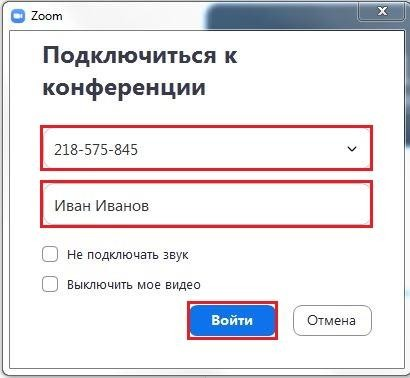 Zoom
Подключиться к
конференции
218-575-845
Иван Иванов
Не подключать звук
Выключить мое видео
Войти
Отмена